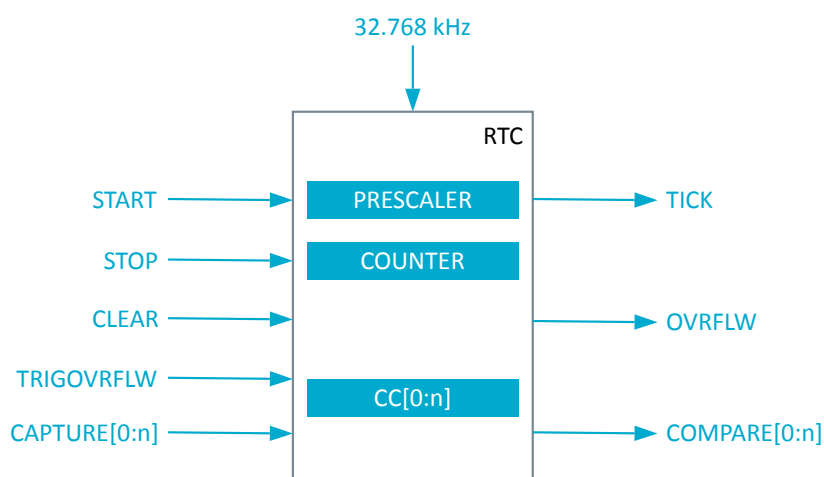 32.768 kHz
RTC
START
PRESCALER
TICK
STOP
COUNTER
CLEAR
OVRFLW
TRIGOVRFLW
CC[0:n]
CAPTURE[0:n]
COMPARE[0:n]